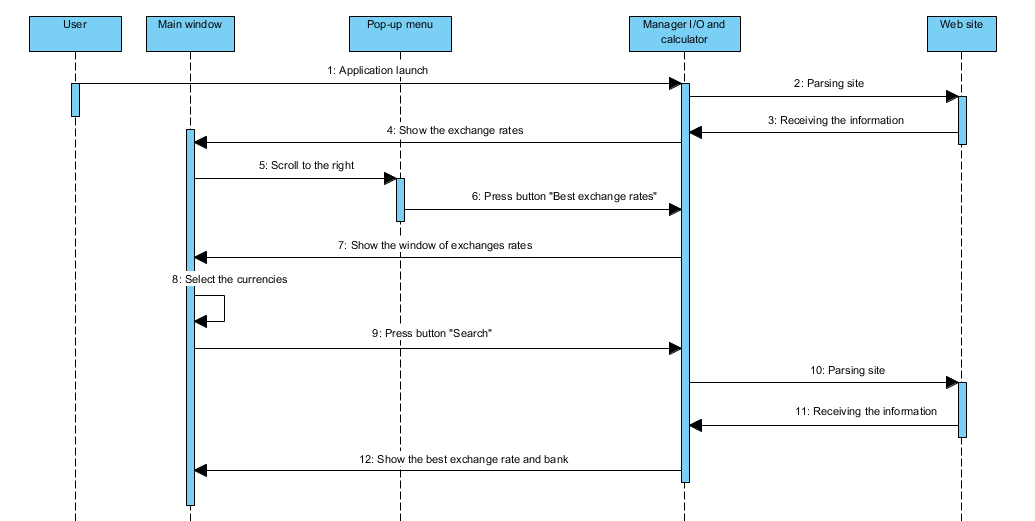 User
Main window
Pop-up menu
Manager I/O and
calculator
Web site
1: Application launch
2: Parsing site
3: Receiving the information
4: Show the exchange rates
5: Scroll to the right
6: Press button "Best exchange rates"
7: Show the window of exchanges rates
8: Select the currencies
9: Press button "Search"
10: Parsing site
11: Receiving the information
12: Show the best exchange rate and bank